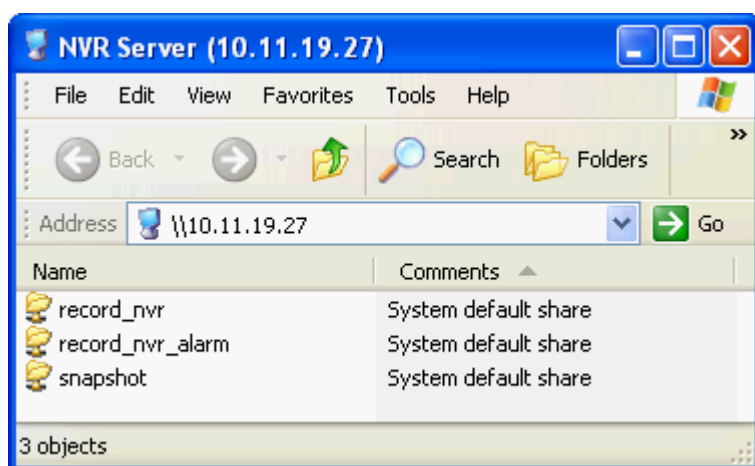 NVR Server (10.11.19.27)
File Edit View Favorites Tools Help
Back Search Folders »
Address \\10.11.19.27 Go
Name Comments
record_nvr System default share
record_nvr_alarm System default share
snapshot System default share
3 objects